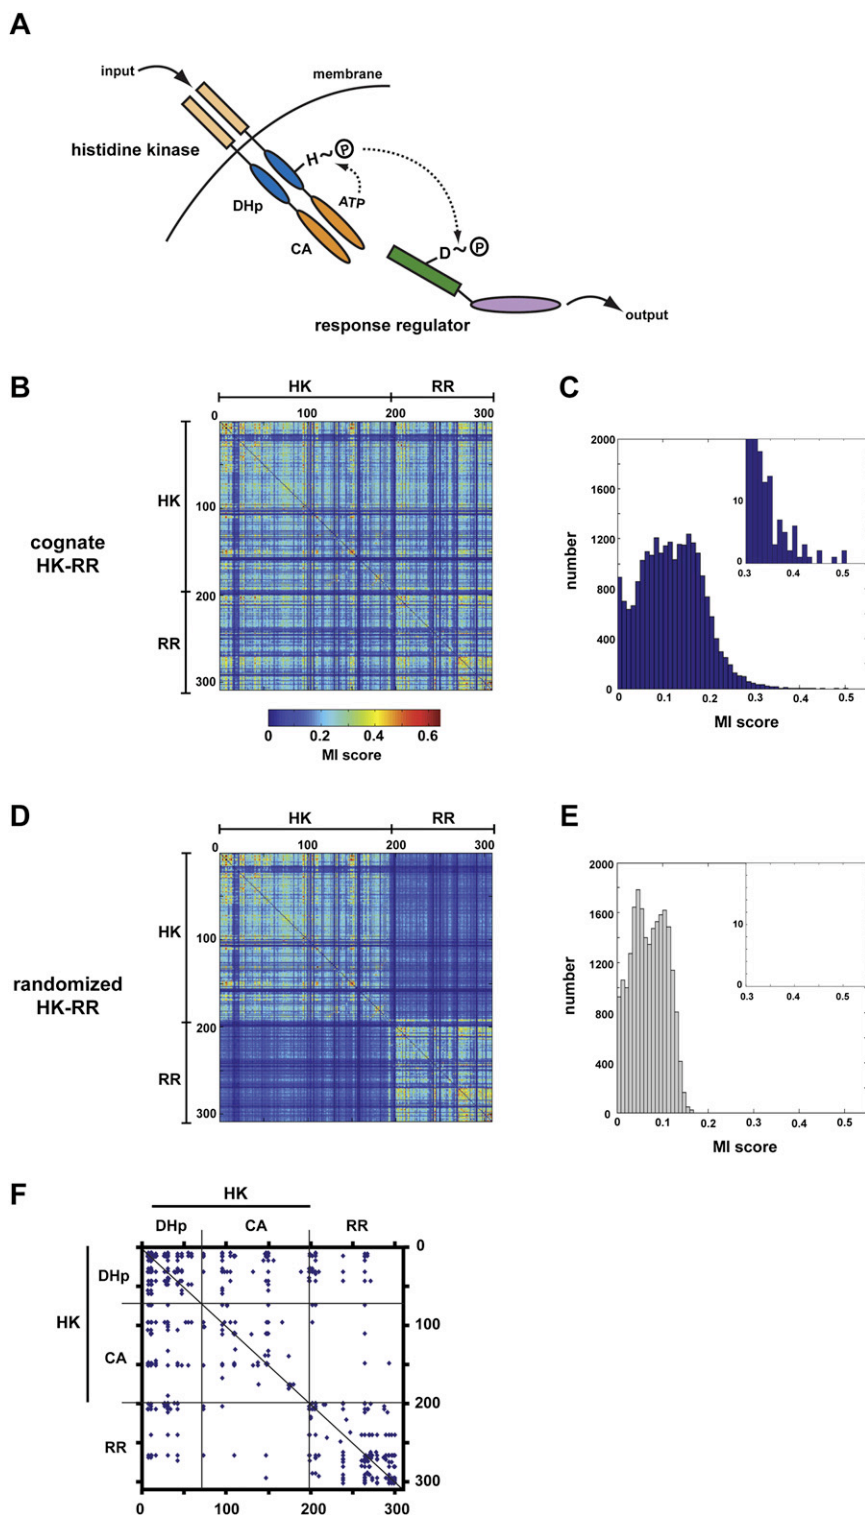 A
input
membrane
histidine kinase
H~P
DHp
ATP
CA
D~P
response regulator
output
B
HK RR
0 100 200 300
HK
100
cognate
HK-RR
200
RR
300
0 0.2 0.4 0.6
MI score
C
2000
1600
1200
800
400
0
number
10
0
0.3 0.4 0.5
0 0.1 0.2 0.3 0.4 0.5
MI score
D
HK RR
0 100 200 300
0
HK
100
randomized
HK-RR
200
RR
300
E
2000
1600
1200
800
400
0
number
10
0
0.3 0.4 0.5
0 0.1 0.2 0.3 0.4 0.5
MI score
F
HK
DHp CA RR
0
DHp
HK
100
CA
200
RR
300
0 100 200 300